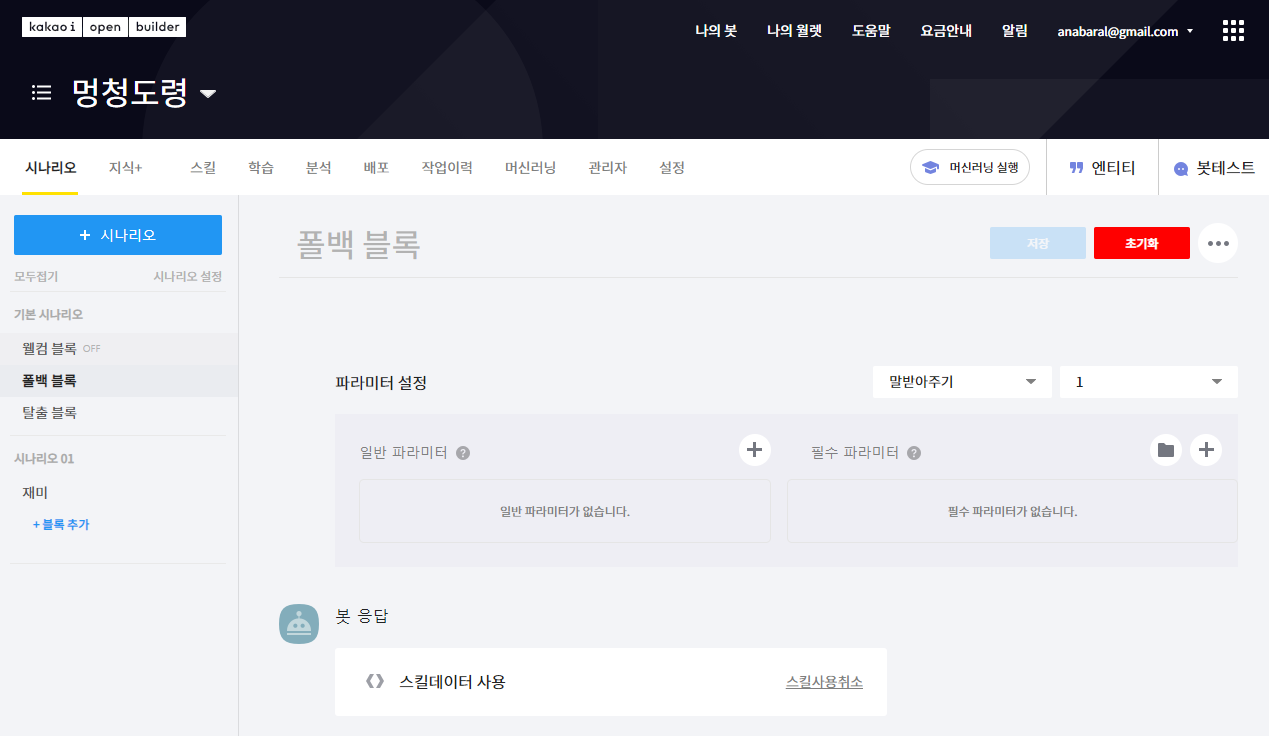 kakao i open builder
나의 봇 나의 월렛 도움말 요금안내 알림 anabaral@gmail.com
멍청도령
시나리오 지식+ 스킬 학습 분석 배포 작업이력 머신러닝 관리자 설정 머신러닝 실행 엔티티 봇테스트
+ 시나리오
모두접기 시나리오 설정
기본 시나리오
웰컴 블록 OFF
폴백 블록
탈출 블록
시나리오 01
재미
+ 블록 추가
폴백 블록
저장 초기화
파라미터 설정 말받아주기 1
일반 파라미터 ? 필수 파라미터 ?
일반 파라미터가 없습니다. 필수 파라미터가 없습니다.
봇 응답
스킬데이터 사용 스킬사용취소